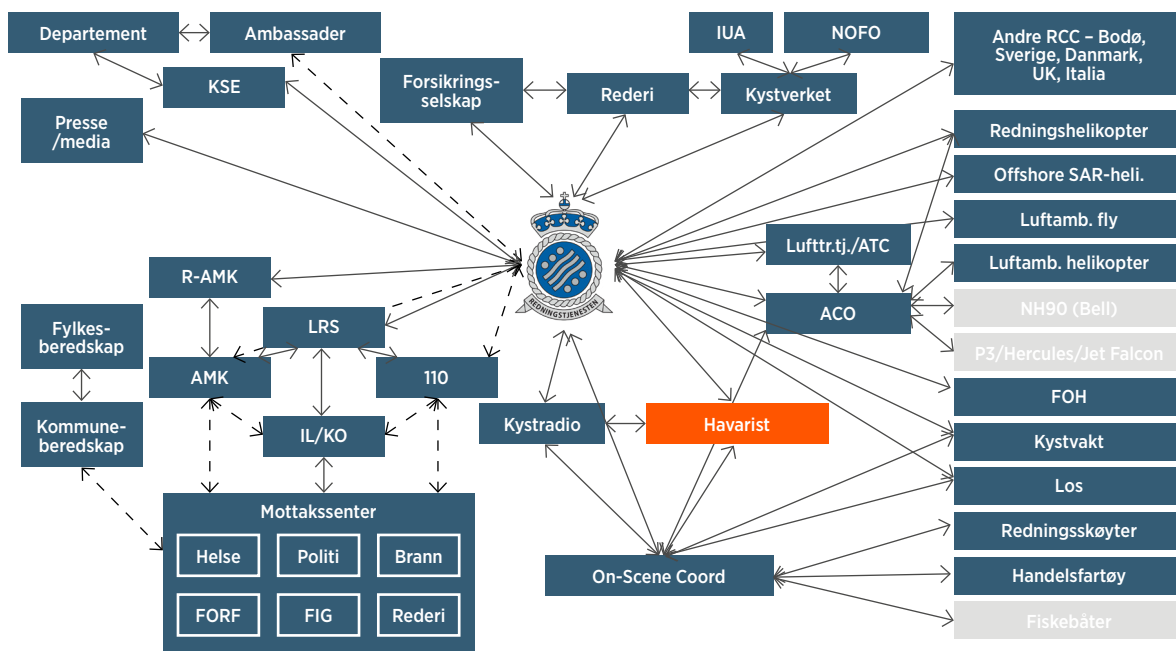 Departement
Ambassader
KSE
Presse
/media
Forsikrings-
selskap
Rederi
IUA
NOFO
Kystverket
Andre RCC – Bodø,
Sverige, Danmark,
UK, Italia
Redningshelikopter
Offshore SAR-heli.
Luftamb. fly
Luftamb. helikopter
NH90 (Bell)
P3/Hercules/Jet Falcon
FOH
Kystvakt
Los
Redningsskøyter
Handelsfartøy
Fiskebåter
Lufttr.tj./ATC
ACO
REDNINGSTJENESTEN
R-AMK
LRS
Fylkes-
beredskap
AMK
110
Kommune-
beredskap
IL/KO
Kystradio
Havarist
On-Scene Coord
Mottakssenter
Helse
Politi
Brann
FORF
FIG
Rederi